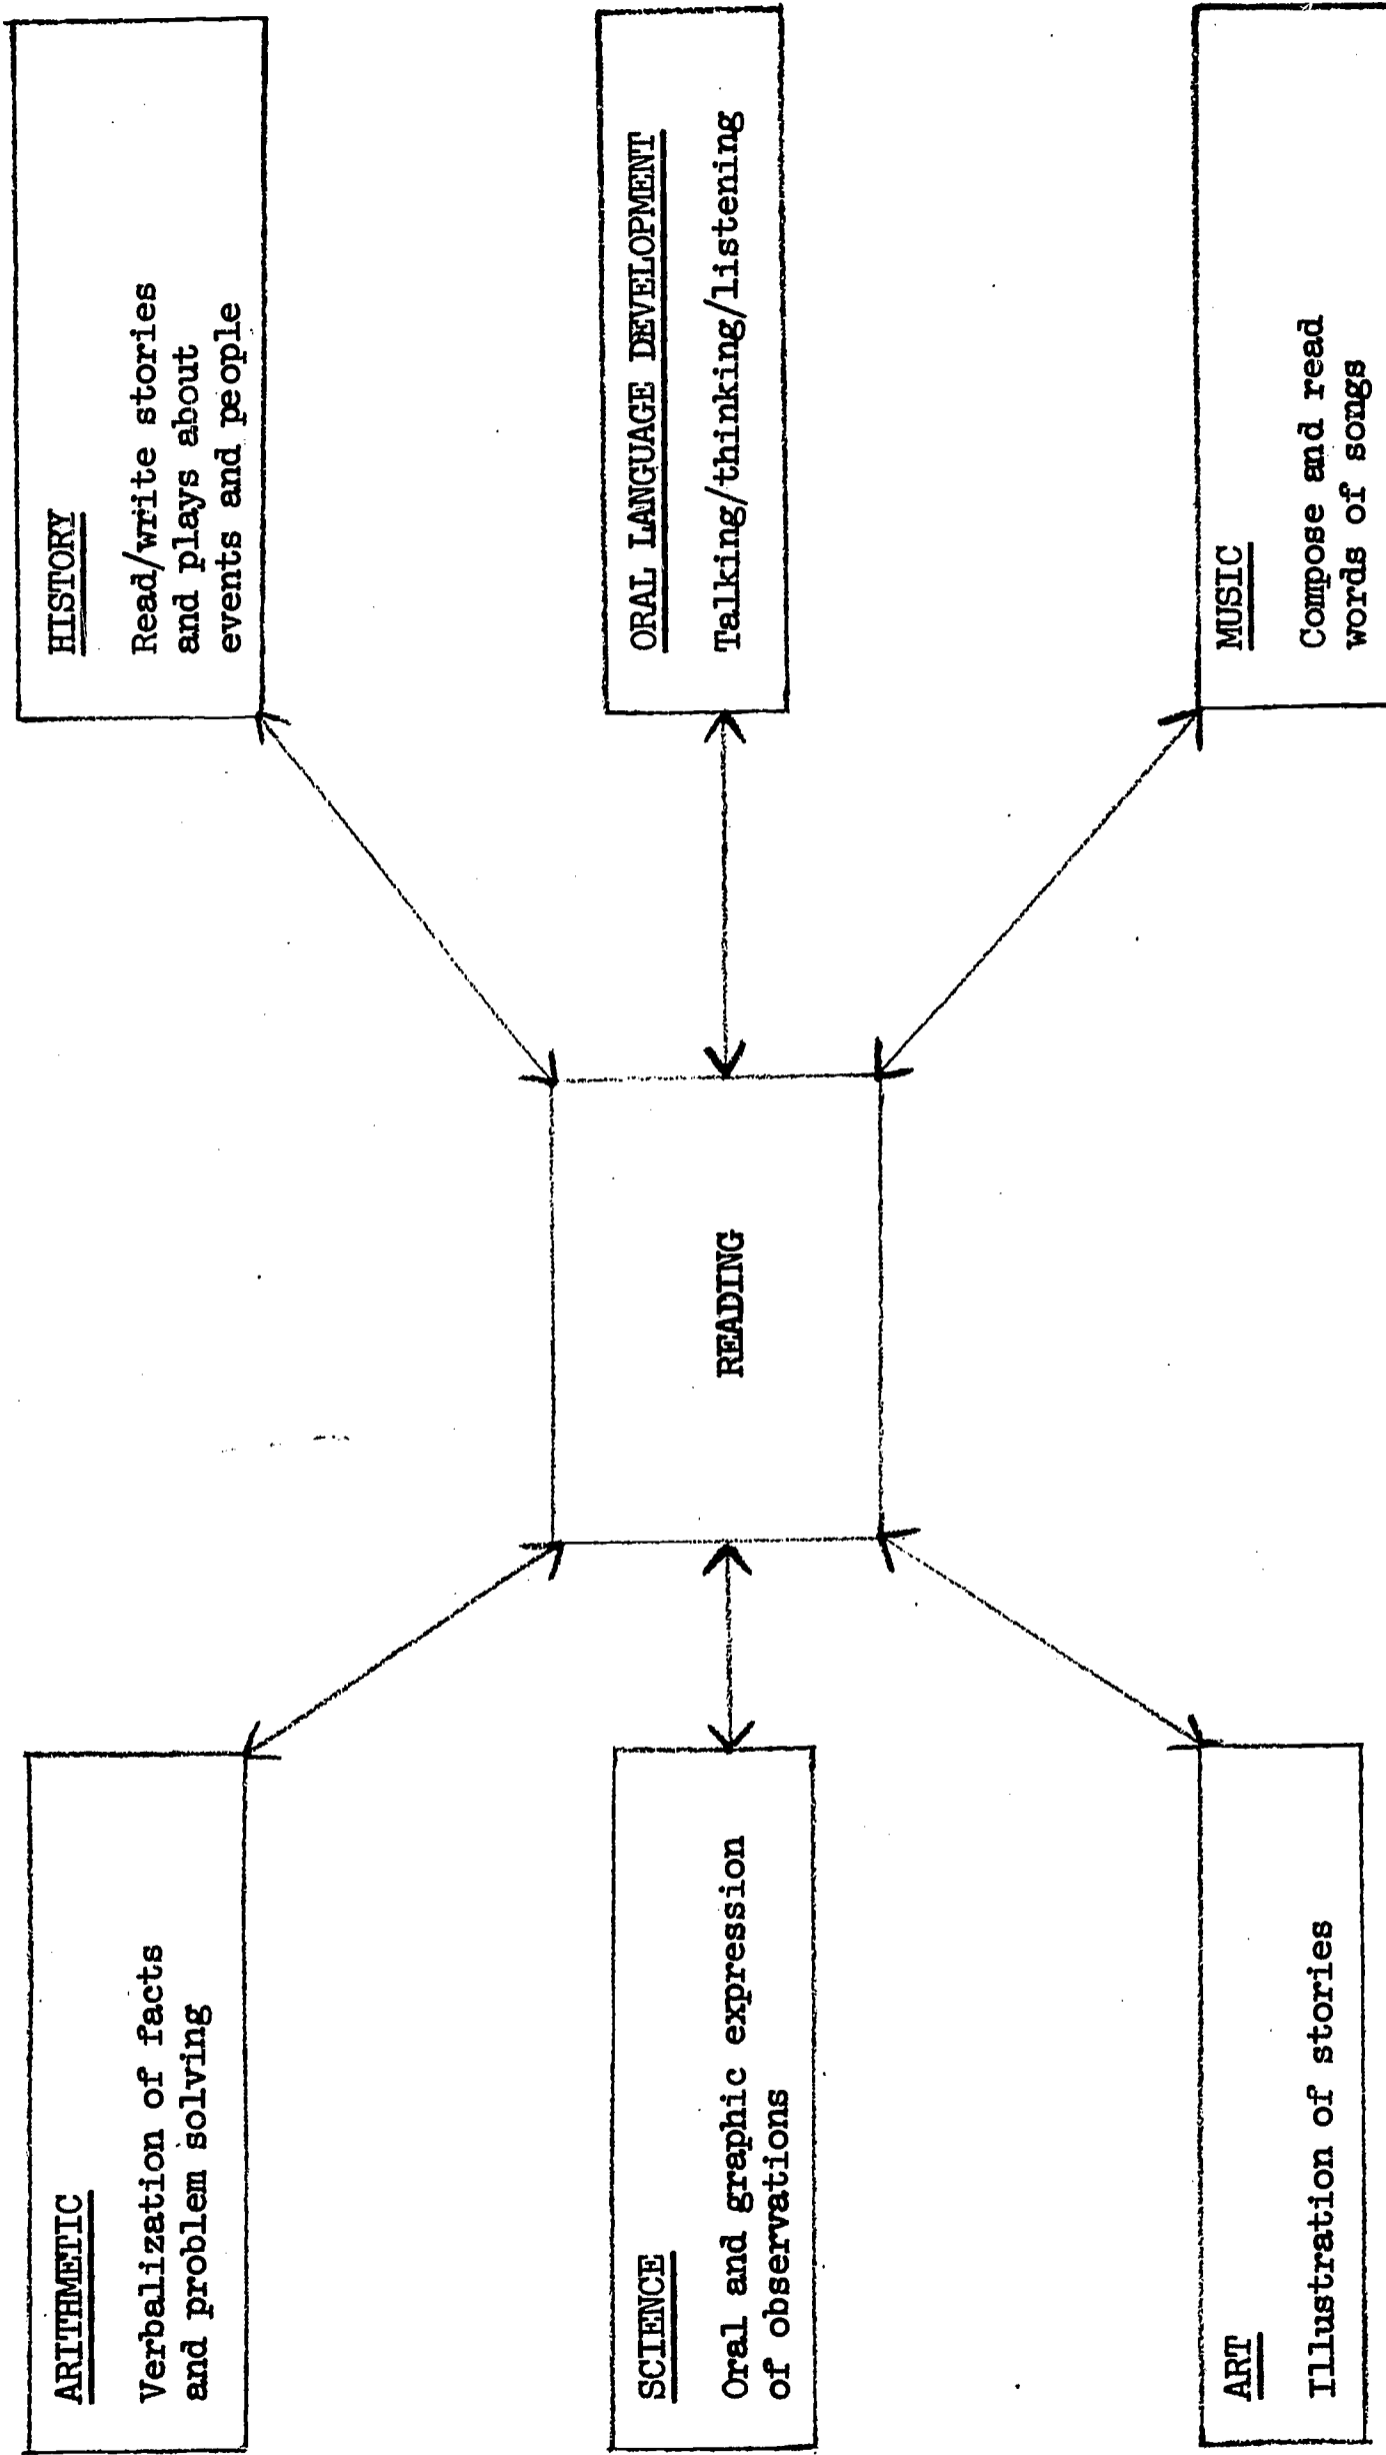 ARITHMETIC
Verbalization of facts
and problem solving
HISTORY
Read/write stories
and plays about
events and people
SCIENCE
Oral and graphic expression
of observations
READING
ORAL LANGUAGE DEVELOPMENT
Talking/thinking/listening
ART
Illustration of stories
MUSIC
Compose and read
words of songs